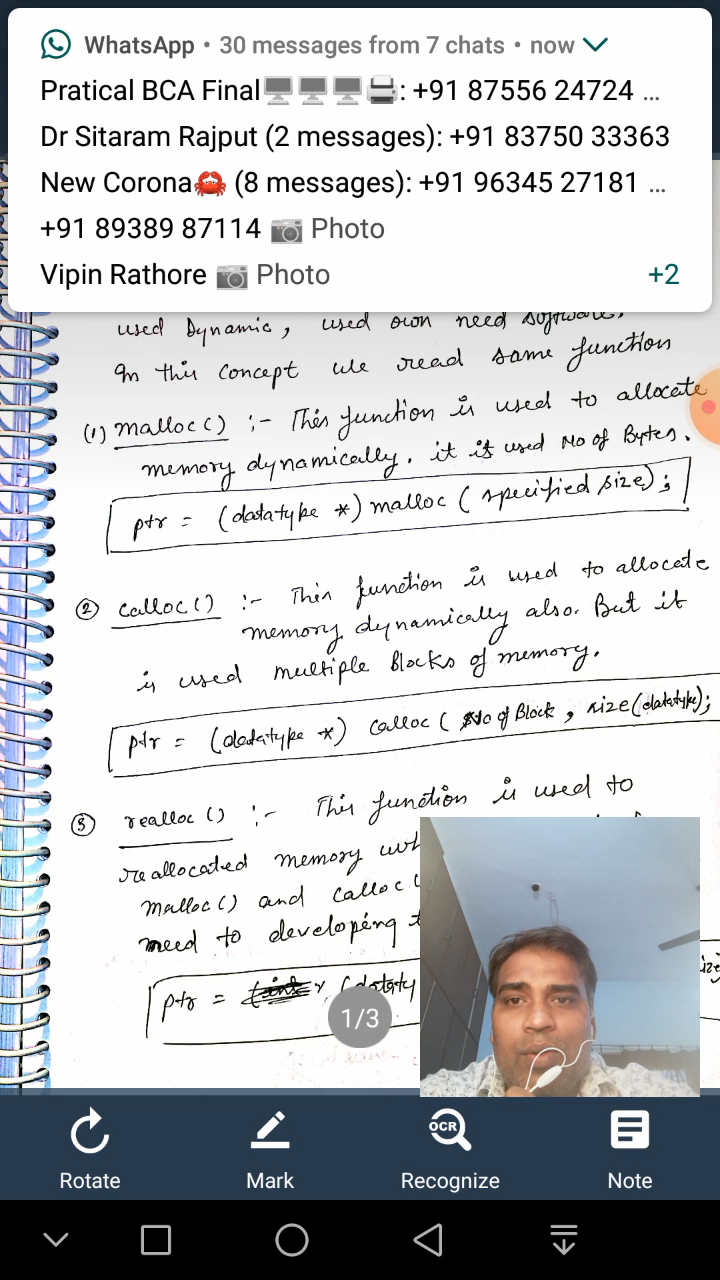 WhatsApp • 30 messages from 7 chats • now
Pratical BCA Final🖥️🖥️🖥️🖨️: +91 87556 24724 ...
Dr Sitaram Rajput (2 messages): +91 83750 33363
New Corona🦀 (8 messages): +91 96345 27181 ...
+91 89389 87114 📷 Photo
Vipin Rathore 📷 Photo +2
used Dynamic, used own need software.
In this concept we read same function
(1) malloc() :- This function is used to allocate
memory dynamically. it is used No of Bytes.
ptr = (datatype *) malloc ( specified size);
② calloc() :- This function is used to allocate
memory dynamically also. But it
is used multiple Blocks of memory.
ptr = (datatype *) calloc ( No of Block, size(datatype);
③ realloc () :- This function is used to
reallocated memory
malloc() and calloc
need to developing
ptr = (dataty
1/3
OCR
Rotate Mark Recognize Note